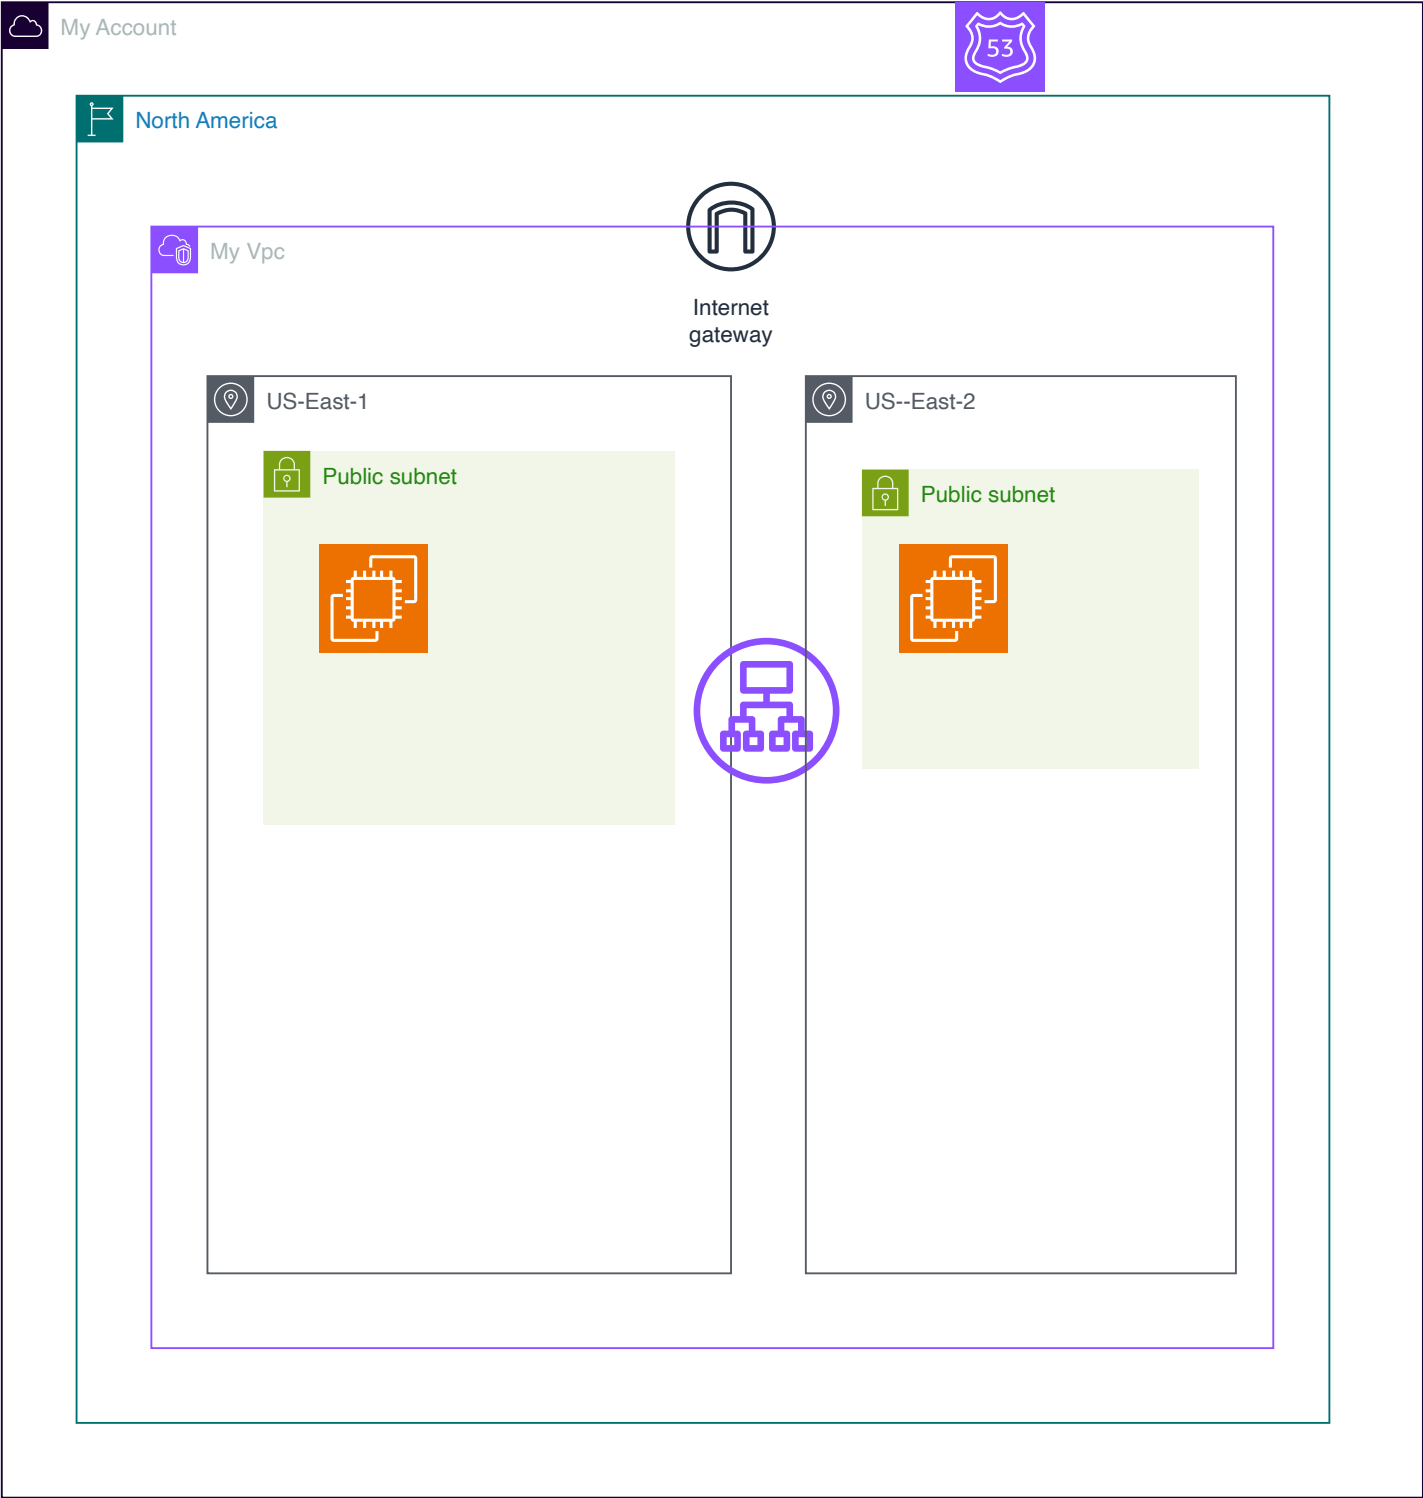 My Account
53
North America
My Vpc
Internet
gateway
US-East-1
US--East-2
Public subnet
Public subnet